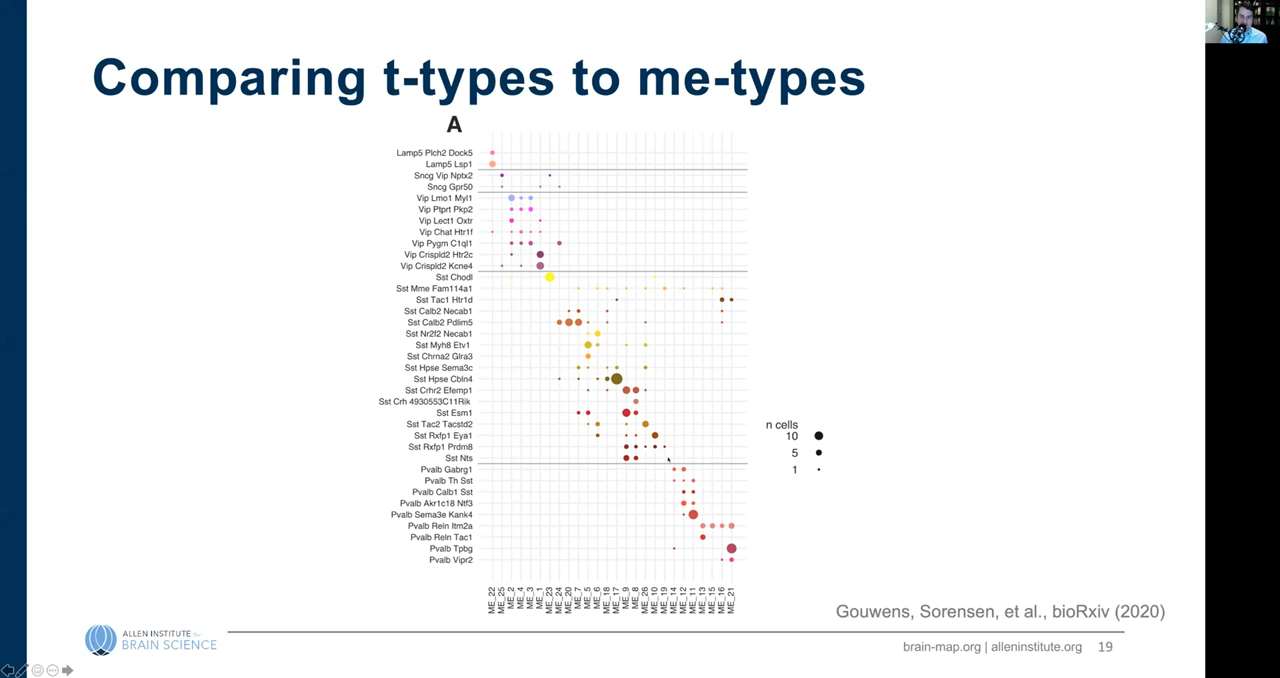 Comparing t-types to me-types
A
Lamp5 Plch2 Dock5
Lamp5 Lsp1
Sncg Vip Nptx2
Sncg Gpr50
Vip Lmo1 Myl1
Vip Ptprt Pkp2
Vip Lect1 Oxtr
Vip Chat Htr1f
Vip Pygm C1ql1
Vip Crispld2 Htr2c
Vip Crispld2 Kcne4
Sst Chodl
Sst Mme Fam114a1
Sst Tac1 Htr1d
Sst Calb2 Necab1
Sst Calb2 Pdlim5
Sst Nr2f2 Necab1
Sst Myh8 Etv1
Sst Chrna2 Glra3
Sst Hpse Sema3c
Sst Hpse Cbln4
Sst Crhr2 Efemp1
Sst Crh 4930553C11Rik
Sst Esm1
Sst Tac2 Tacstd2
Sst Rxfp1 Eya1
Sst Rxfp1 Prdm8
Sst Nts
Pvalb Gabrg1
Pvalb Th Sst
Pvalb Calb1 Sst
Pvalb Akr1c18 Ntf3
Pvalb Sema3e Kank4
Pvalb Reln Itm2a
Pvalb Reln Tac1
Pvalb Tpbg
Pvalb Vipr2
n cells
10
5
1
ME_22
ME_25
ME_2
ME_4
ME_3
ME_1
ME_23
ME_24
ME_20
ME_7
ME_5
ME_6
ME_18
ME_17
ME_9
ME_8
ME_26
ME_10
ME_19
ME_14
ME_12
ME_11
ME_13
ME_15
ME_16
ME_21
Gouwens, Sorensen, et al., bioRxiv (2020)
ALLEN INSTITUTE for
BRAIN SCIENCE
brain-map.org | alleninstitute.org 19